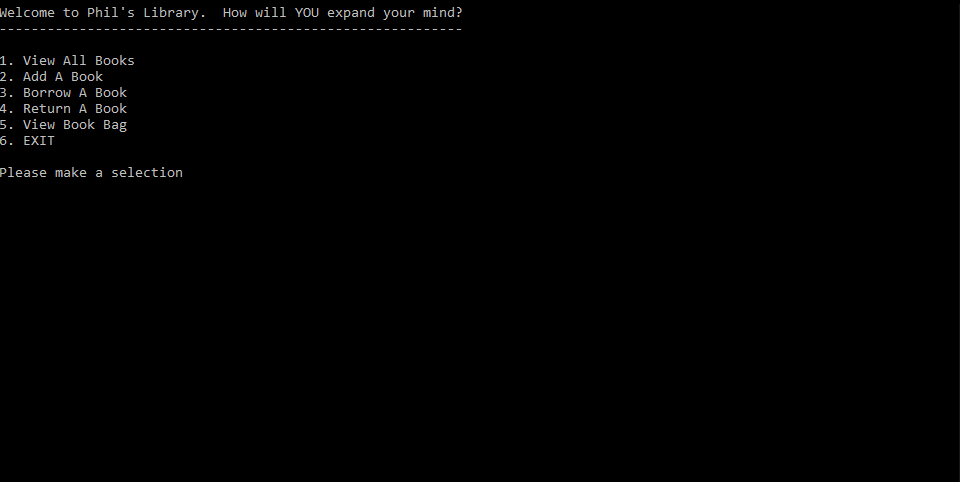 Welcome to Phil's Library.  How will YOU expand your mind?
----------------------------------------------------------
1. View All Books
2. Add A Book
3. Borrow A Book
4. Return A Book
5. View Book Bag
6. EXIT
Please make a selection